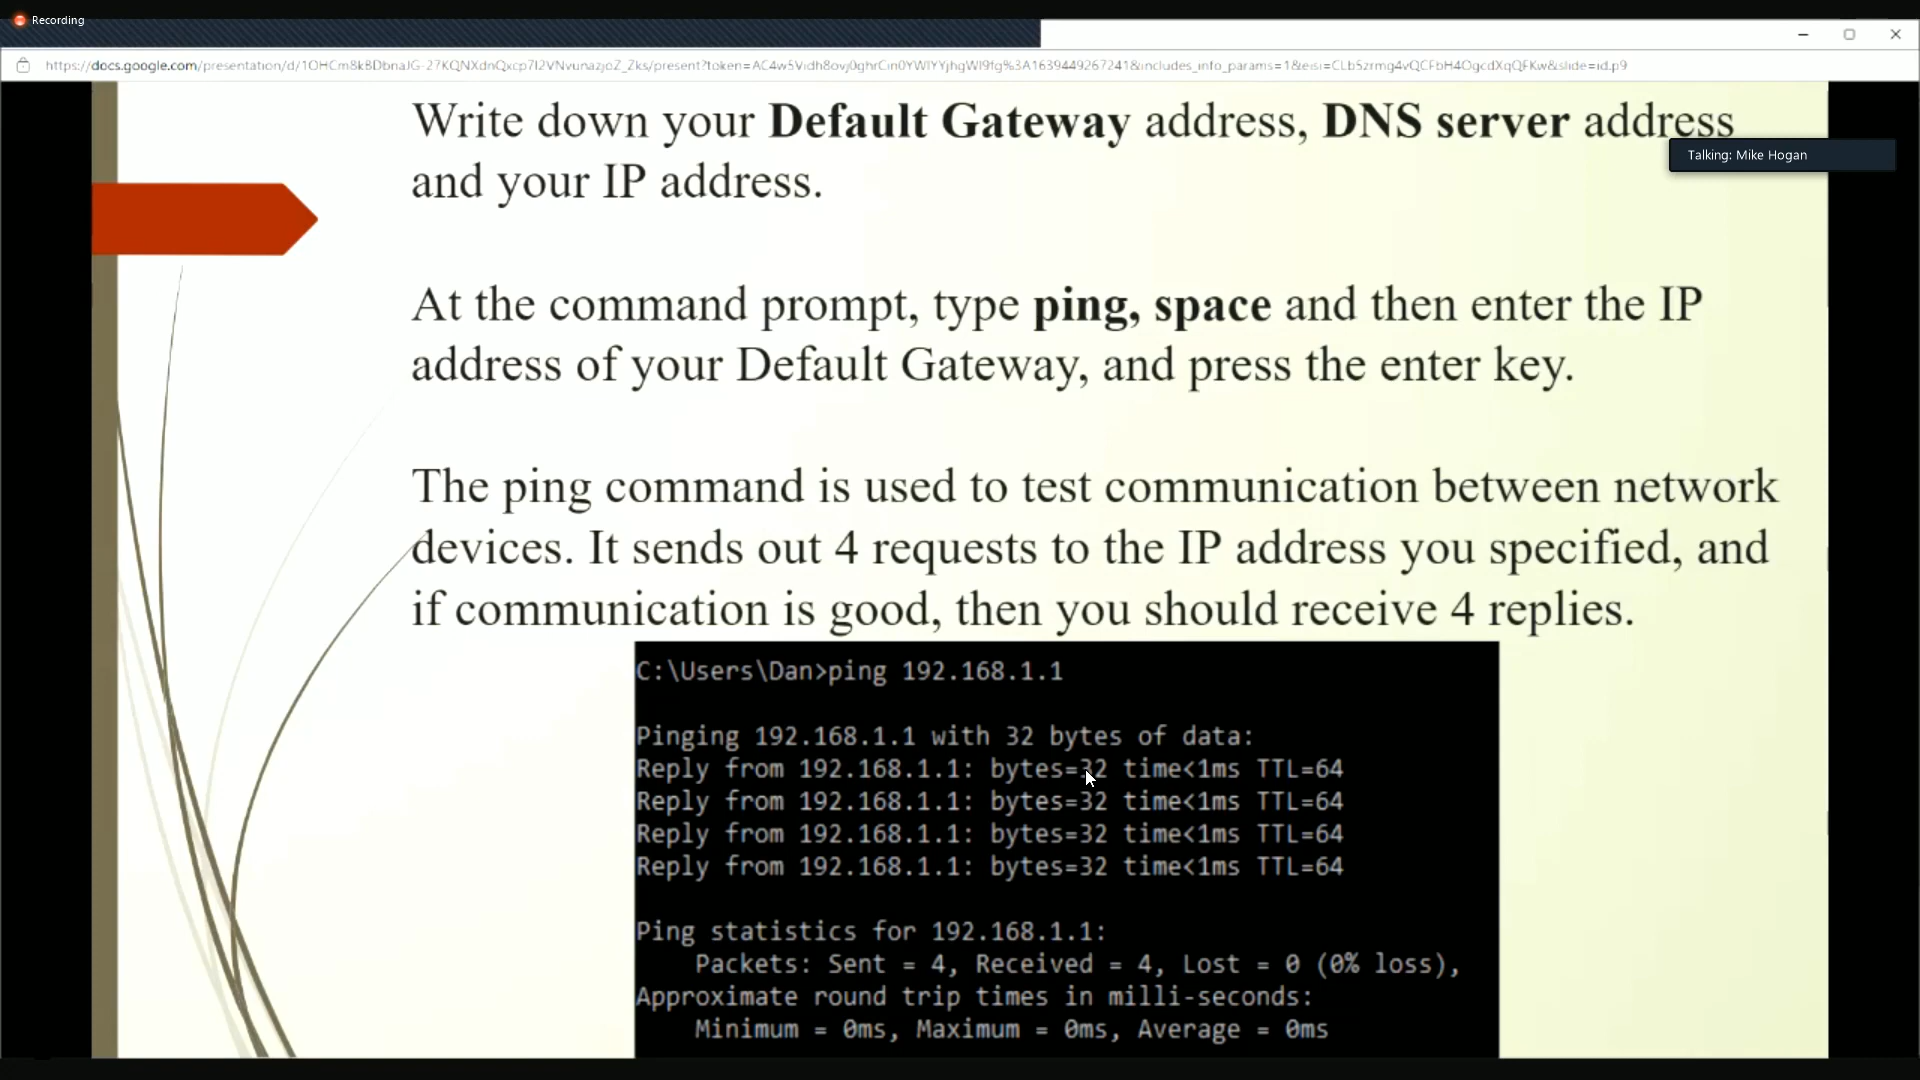 Recording
Write down your Default Gateway address, DNS server address
Talking: Mike Hogan
and your IP address.
At the command prompt, type ping, space and then enter the IP
address of your Default Gateway, and press the enter key.
The ping command is used to test communication between network
devices. It sends out 4 requests to the IP address you specified, and
if communication is good, then you should receive 4 replies.
C:\Users\Dan>ping 192.168.1.1
Pinging 192.168.1.1 with 32 bytes of data:
Reply from 192.168.1.1: bytes=32 time<1ms TTL=64
Reply from 192.168.1.1: bytes=32 time<1ms TTL=64
Reply from 192.168.1.1: bytes=32 time<1ms TTL=64
Reply from 192.168.1.1: bytes=32 time<1ms TTL=64
Ping statistics for 192.168.1.1:
Packets: Sent = 4, Received = 4, Lost = 0 (0% loss),
Approximate round trip times in milli-seconds:
Minimum = 0ms, Maximum = 0ms, Average = 0ms